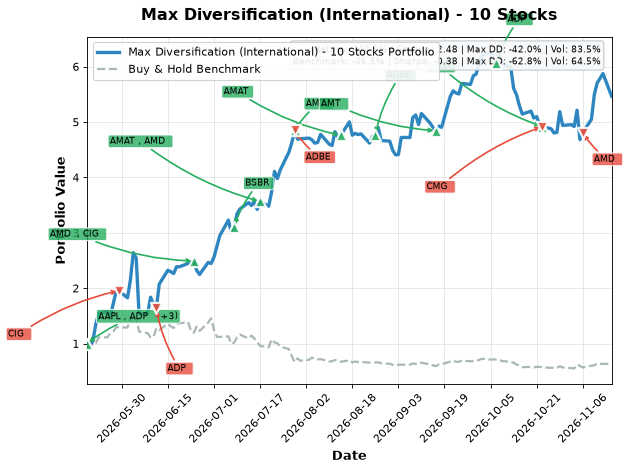 Max Diversification (International) - 10 Stocks
ADP
Max Diversification (International) - 10 Stocks Portfolio
Buy & Hold Benchmark
2.48 | Max DD: -42.0% | Vol: 83.5%
Benchmark: -36.5% | Sharpe: 0.38 | Max DD: -62.8% | Vol: 64.5%
ADBE
AMAT
AMT
ADBE
AMAT , AMD
BSBR
CMG
AMD
AMD , CIG
AAPL , ADP (+3)
CIG
ADP
Portfolio Value
6
5
4
3
2
1
2026-05-30
2026-06-15
2026-07-01
2026-07-17
2026-08-02
2026-08-18
2026-09-03
2026-09-19
2026-10-05
2026-10-21
2026-11-06
Date